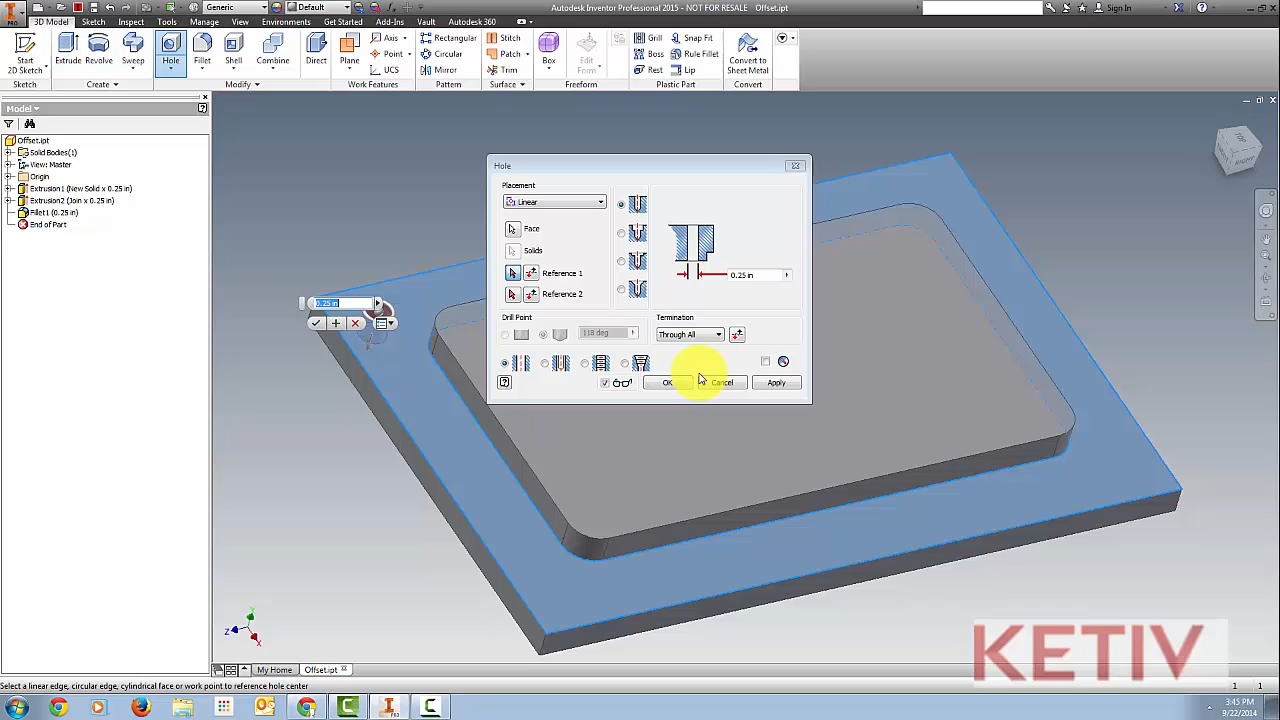 Generic
Default
Autodesk Inventor Professional 2015 - NOT FOR RESALE Offset.ipt
Sign In
PRO
3D Model Sketch Inspect Tools Manage View Environments Get Started Add-Ins Vault Autodesk 360
Start
2D Sketch
Extrude Revolve Sweep
Hole
Fillet Shell Combine
Direct
Plane
Axis
Point
UCS
Rectangular
Circular
Mirror
Stitch
Patch
Trim
Box
Edit
Form
Grill
Boss
Rest
Snap Fit
Rule Fillet
Lip
Convert to
Sheet Metal
Sketch Create Modify Work Features Pattern Surface Freeform Plastic Part Convert
Model
Offset.ipt
Solid Bodies(1)
View: Master
Origin
Extrusion1 (New Solid x 0.25 in)
Extrusion2 (Join x 0.25 in)
Fillet1 (0.25 in)
End of Part
Hole
Placement
Linear
Face
Solids
Reference 1
Reference 2
0.25 in
Drill Point
118 deg
Termination
Through All
OK
Cancel
Apply
0.25 in
RIGHT
Y
Z
X
KETIV
My Home
Offset.ipt
Select a linear edge, circular edge, cylindrical face or work point to reference hole center
1 1
3:45 PM
9/22/2014